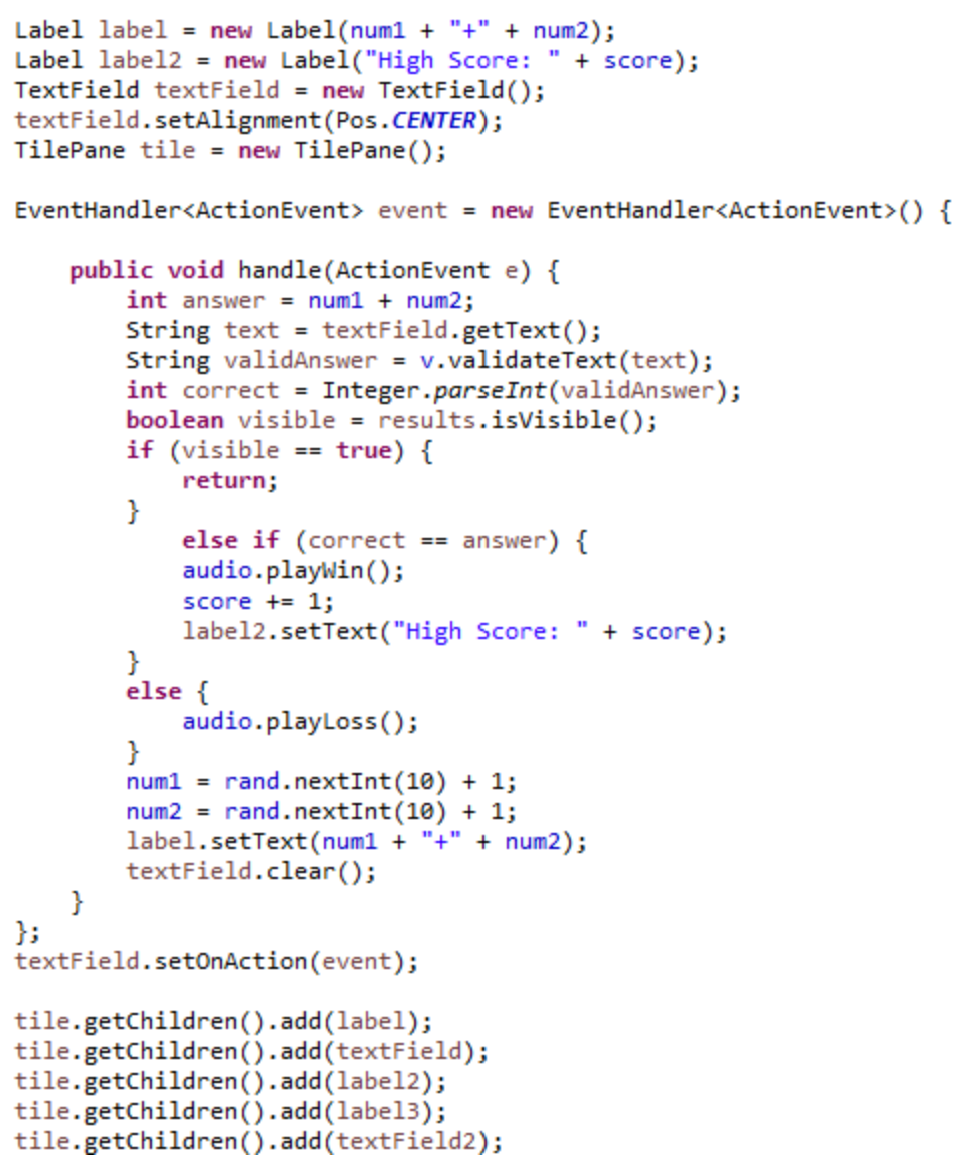 Label label = new Label(num1 + "+" + num2);
Label label2 = new Label("High Score: " + score);
TextField textField = new TextField();
textField.setAlignment(Pos.CENTER);
TilePane tile = new TilePane();

EventHandler<ActionEvent> event = new EventHandler<ActionEvent>() {

    public void handle(ActionEvent e) {
        int answer = num1 + num2;
        String text = textField.getText();
        String validAnswer = v.validateText(text);
        int correct = Integer.parseInt(validAnswer);
        boolean visible = results.isVisible();
        if (visible == true) {
            return;
        }
            else if (correct == answer) {
            audio.playWin();
            score += 1;
            label2.setText("High Score: " + score);
        }
        else {
            audio.playLoss();
        }
        num1 = rand.nextInt(10) + 1;
        num2 = rand.nextInt(10) + 1;
        label.setText(num1 + "+" + num2);
        textField.clear();
    }
};
textField.setOnAction(event);

tile.getChildren().add(label);
tile.getChildren().add(textField);
tile.getChildren().add(label2);
tile.getChildren().add(label3);
tile.getChildren().add(textField2);